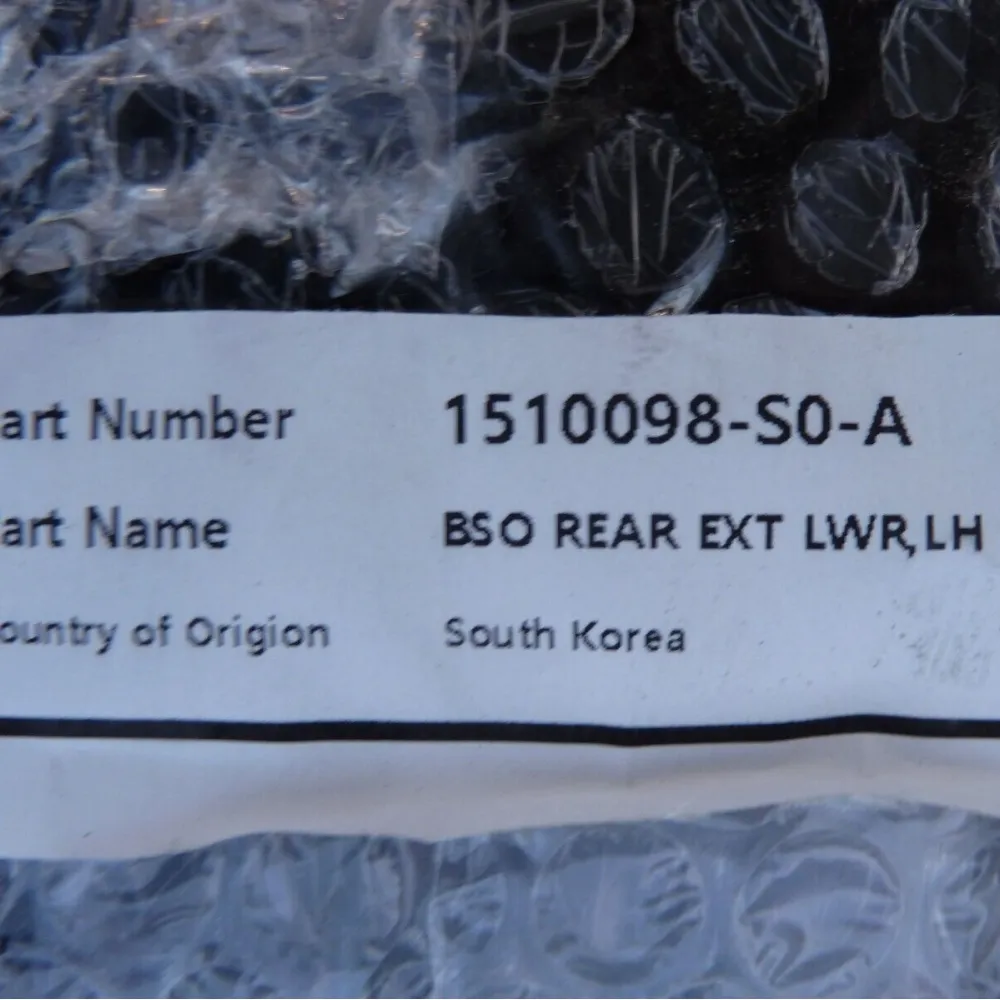 art Number 1510098-S0-A
art Name BSO REAR EXT LWR,LH
ountry of Origion South Korea